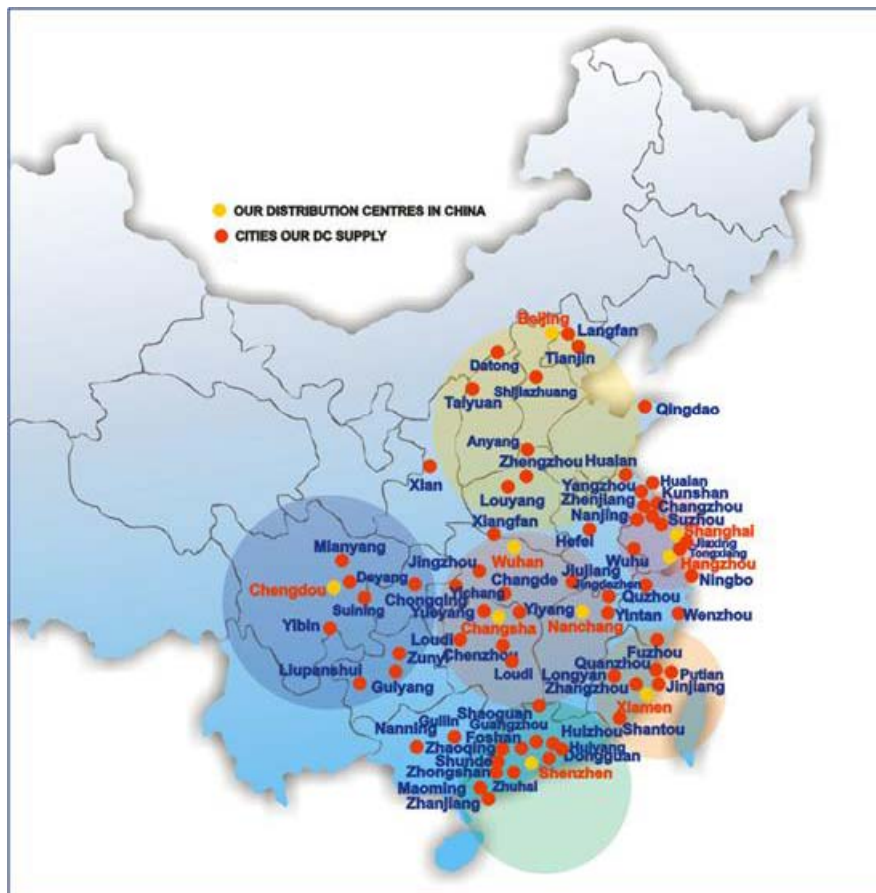 OUR DISTRIBUTION CENTRES IN CHINA
CITIES OUR DC SUPPLY
Beijing
Langfan
Tianjin
Datong
Shijiazhuang
Taiyuan
Qingdao
Anyang
Zhengzhou
Huaian
Xian
Louyang
Yangzhou
Huaian
Zhenjiang
Kunshan
Changzhou
Xiangfan
Nanjing
Suzhou
Shanghai
Hefei
Jiaxing
Mianyang
Jingzhou
Wuhan
Wuhu
Tongxiang
Jiujiang
Hangzhou
Chengdou
Deyang
Yichang
Changde
Jingdezhen
Ningbo
Chongqing
Quzhou
Suining
Yueyang
Yiyang
Yintan
Wenzhou
Yibin
Changsha
Nanchang
Loudi
Zunyi
Chenzhou
Fuzhou
Liupanshui
Loudi
Longyan
Quanzhou
Putian
Guiyang
Zhangzhou
Jinjiang
Xiamen
Shaoguan
Nanning
Guilin
Guangzhou
Huizhou
Shantou
Foshan
Zhaoqing
Huiyang
Shunde
Dongguan
Zhongshan
Shenzhen
Maoming
Zhuhai
Zhanjiang